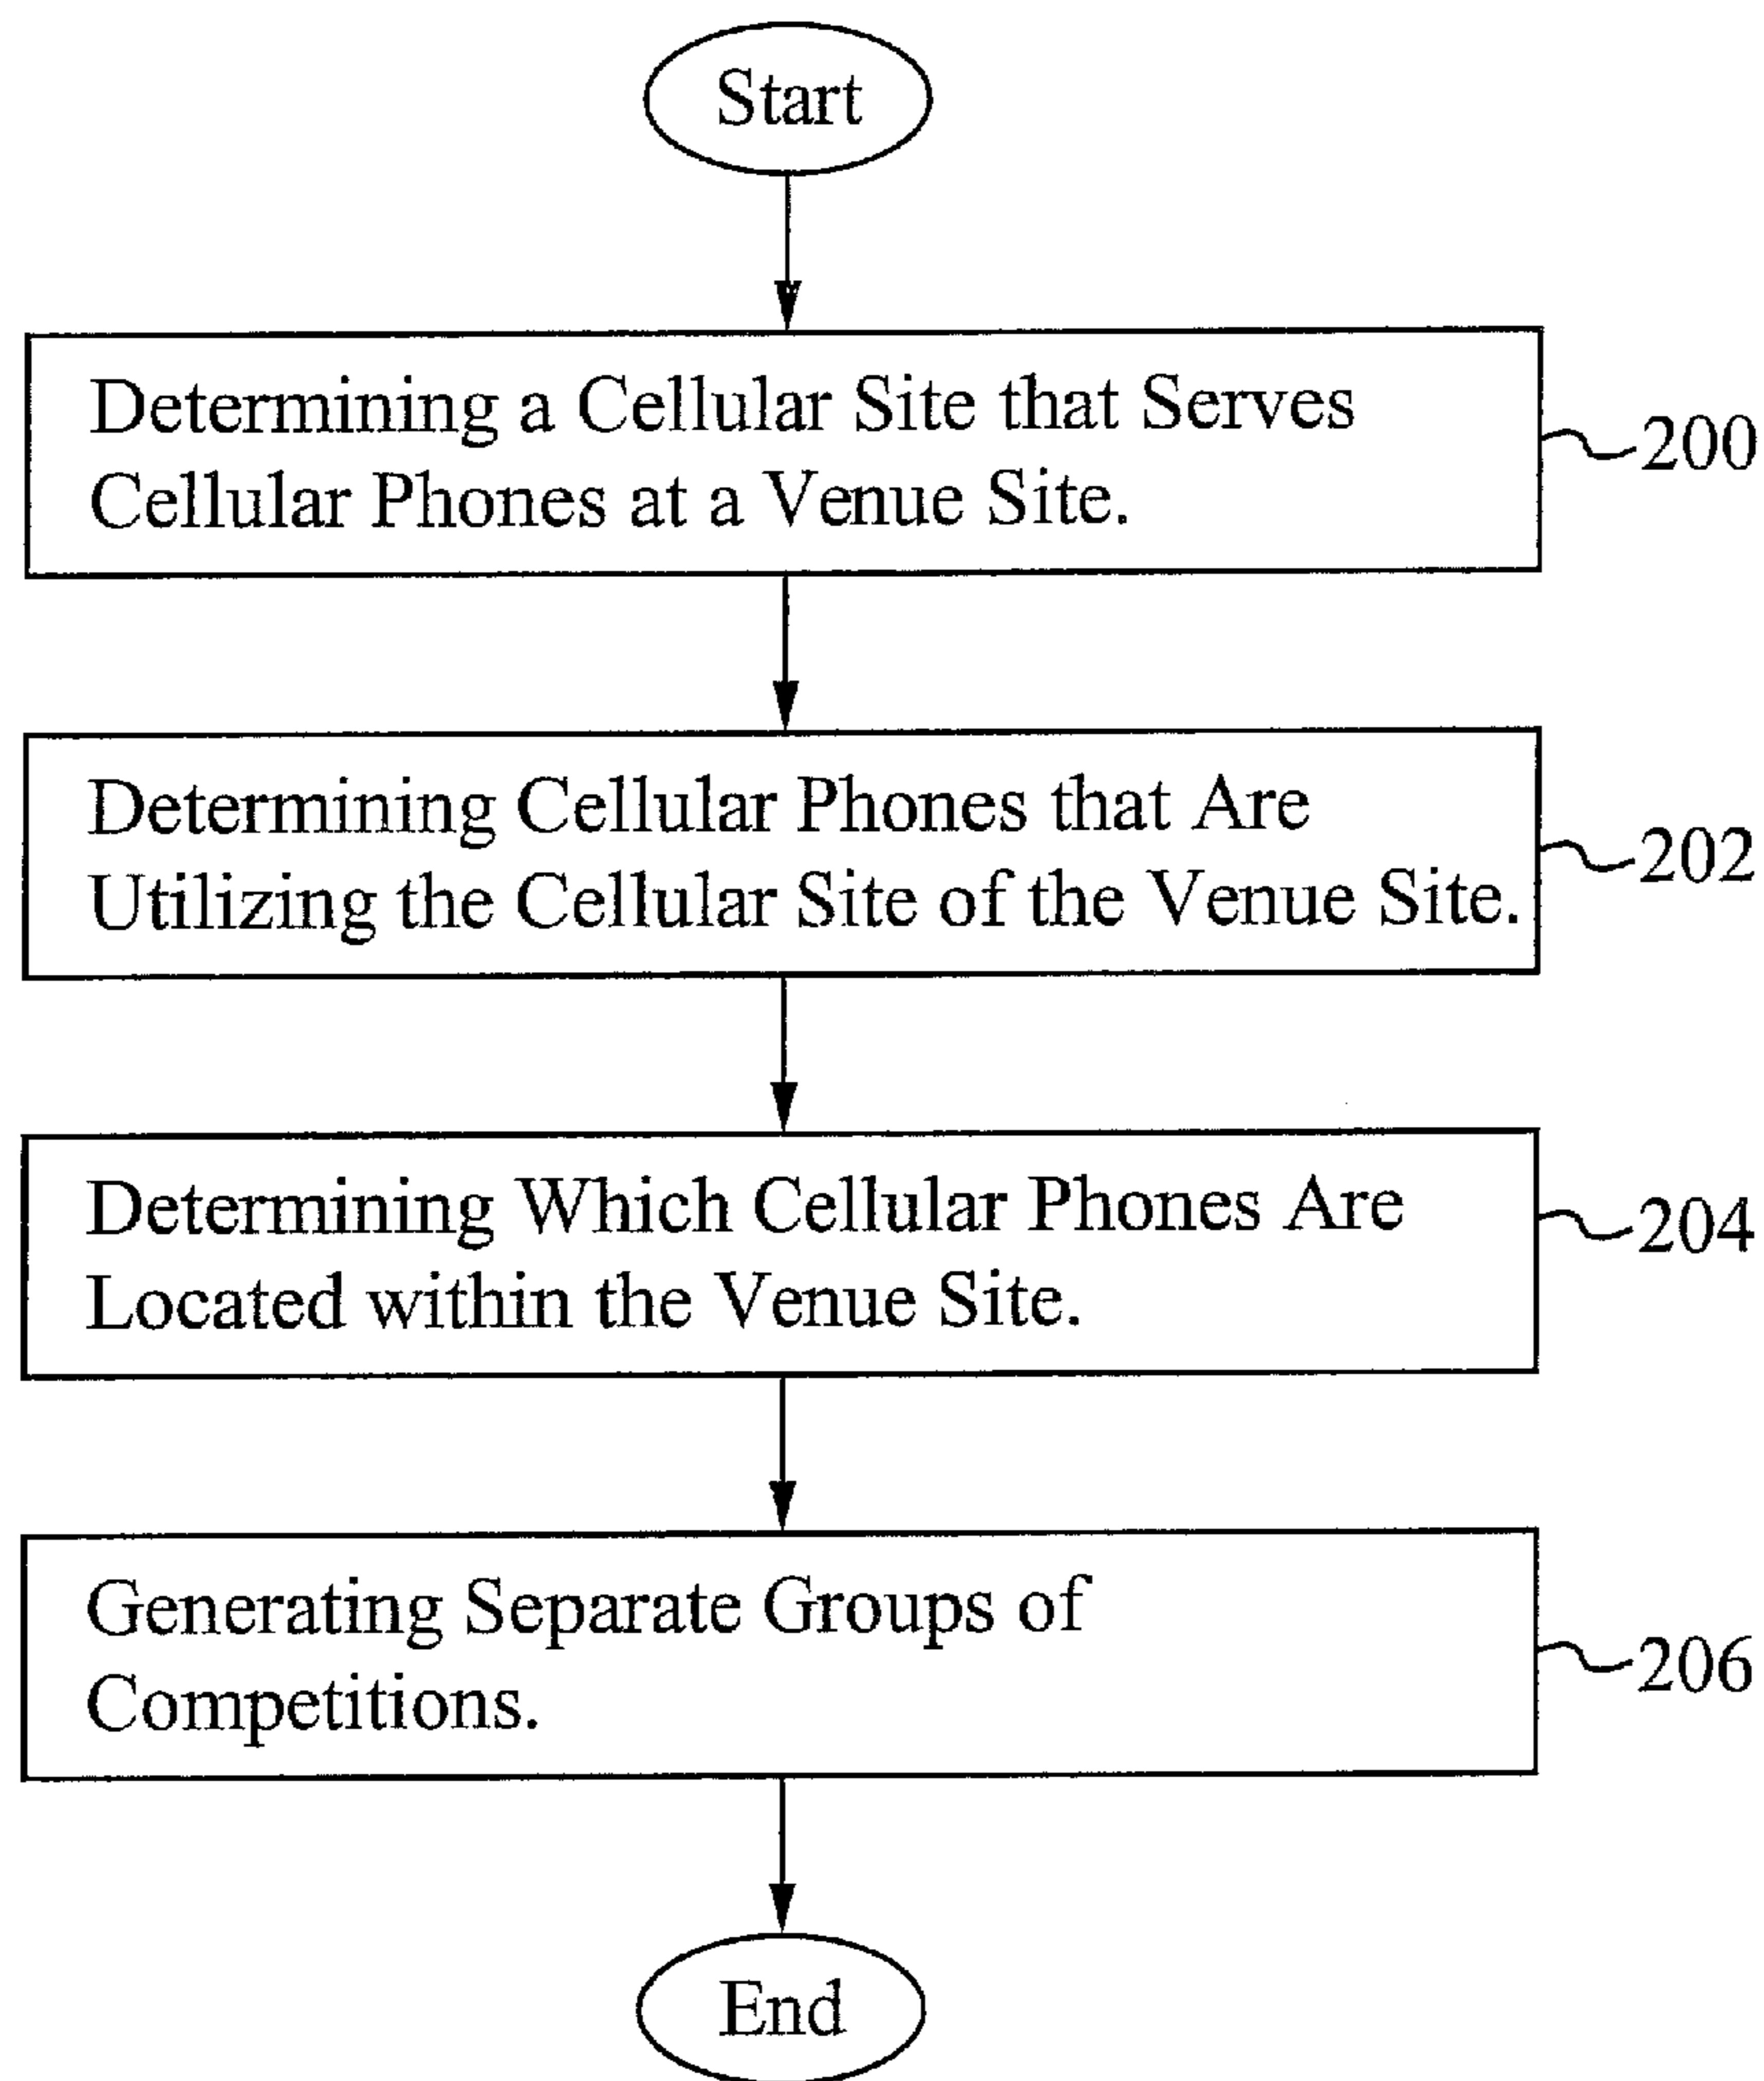 Start
Determining a Cellular Site that Serves
Cellular Phones at a Venue Site.
200
Determining Cellular Phones that Are
Utilizing the Cellular Site of the Venue Site.
202
Determining Which Cellular Phones Are
Located within the Venue Site.
204
Generating Separate Groups of
Competitions.
206
End